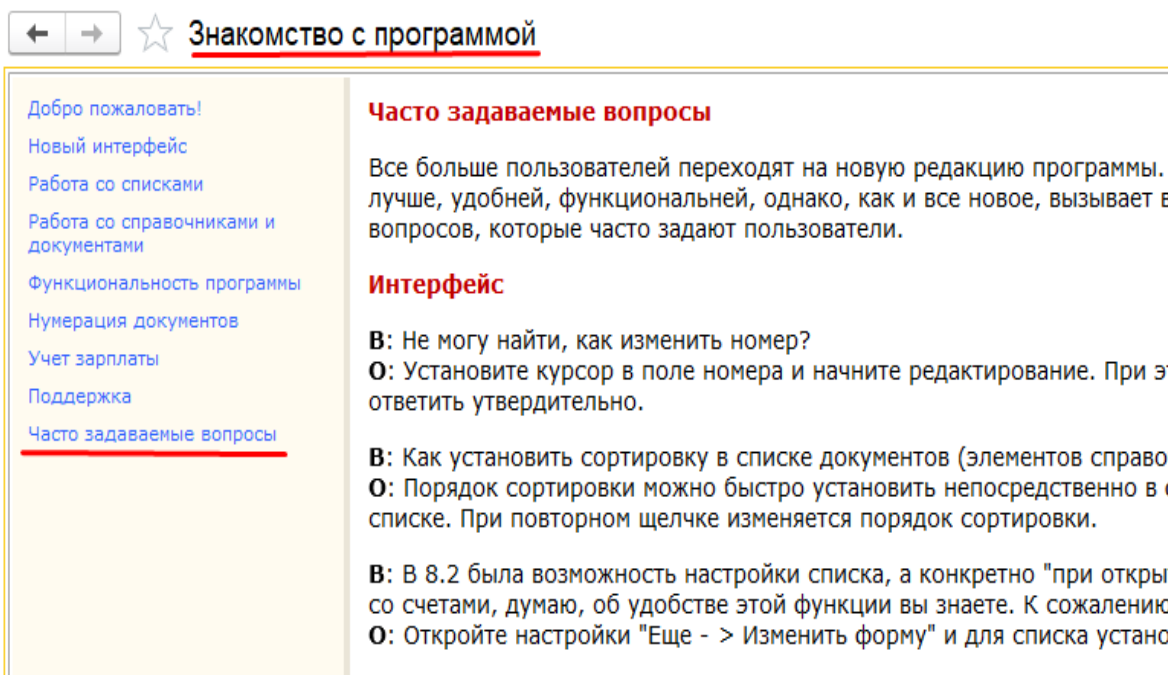 Знакомство с программой
Добро пожаловать!
Новый интерфейс
Работа со списками
Работа со справочниками и
документами
Функциональность программы
Нумерация документов
Учет зарплаты
Поддержка
Часто задаваемые вопросы
Часто задаваемые вопросы
Все больше пользователей переходят на новую редакцию программы.
лучше, удобней, функциональней, однако, как и все новое, вызывает
вопросов, которые часто задают пользователи.
Интерфейс
В: Не могу найти, как изменить номер?
О: Установите курсор в поле номера и начните редактирование. При
ответить утвердительно.
В: Как установить сортировку в списке документов (элементов
О: Порядок сортировки можно быстро установить непосредственно в
списке. При повторном щелчке изменяется порядок сортировки.
В: В 8.2 была возможность настройки списка, а конкретно "при
со счетами, думаю, об удобстве этой функции вы знаете. К
О: Откройте настройки "Еще - > Изменить форму" и для списка